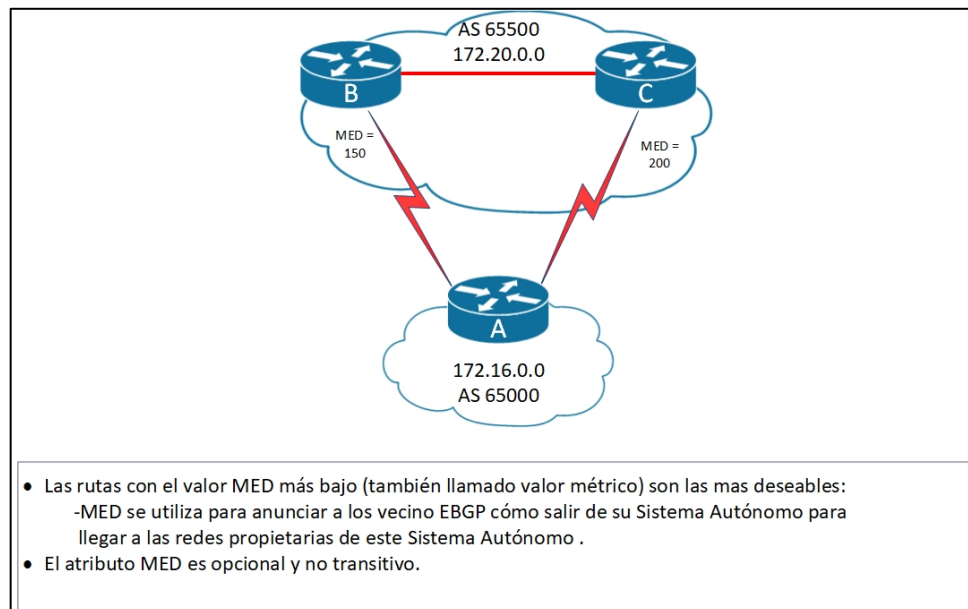 AS 65500
172.20.0.0
B
C
MED =
150
MED =
200
A
172.16.0.0
AS 65000
• Las rutas con el valor MED más bajo (también llamado valor métrico) son las mas deseables:
-MED se utiliza para anunciar a los vecino EBGP cómo salir de su Sistema Autónomo para
llegar a las redes propietarias de este Sistema Autónomo .
• El atributo MED es opcional y no transitivo.